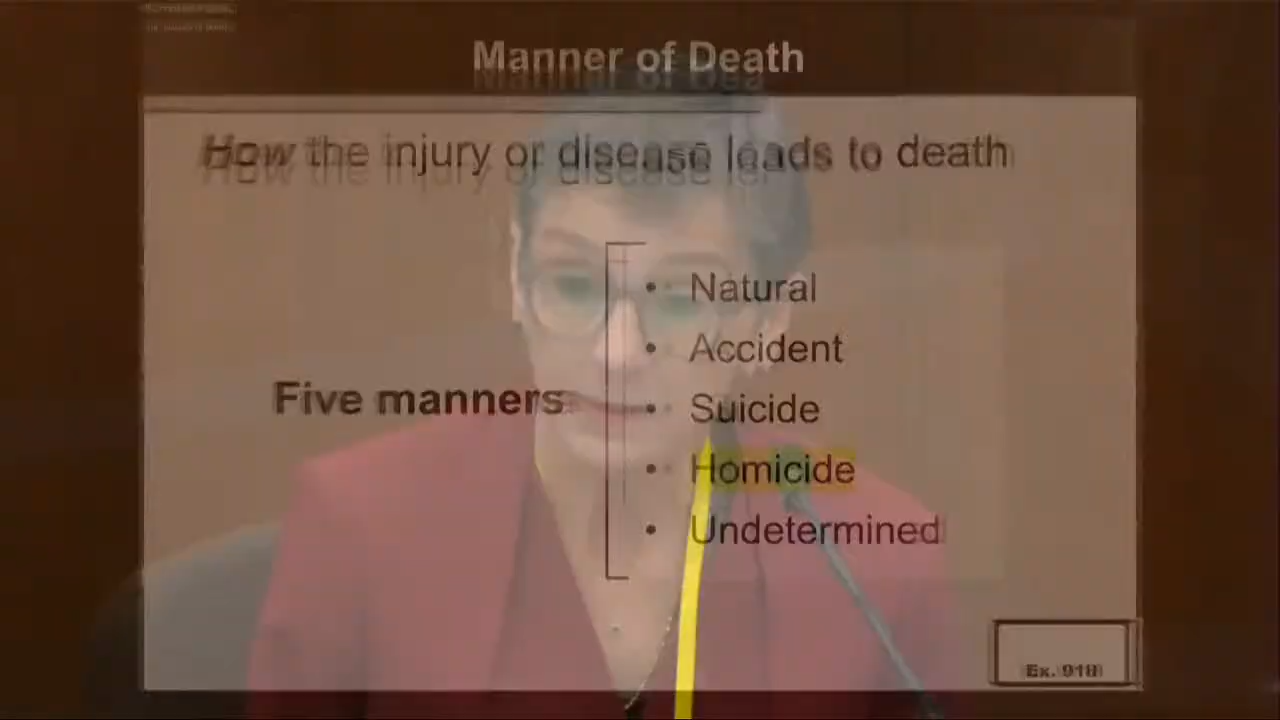 Manner of Death
How the injury or disease leads to death
Natural
Accident
Five manners
Suicide
Homicide
Undetermined
Ex. 918